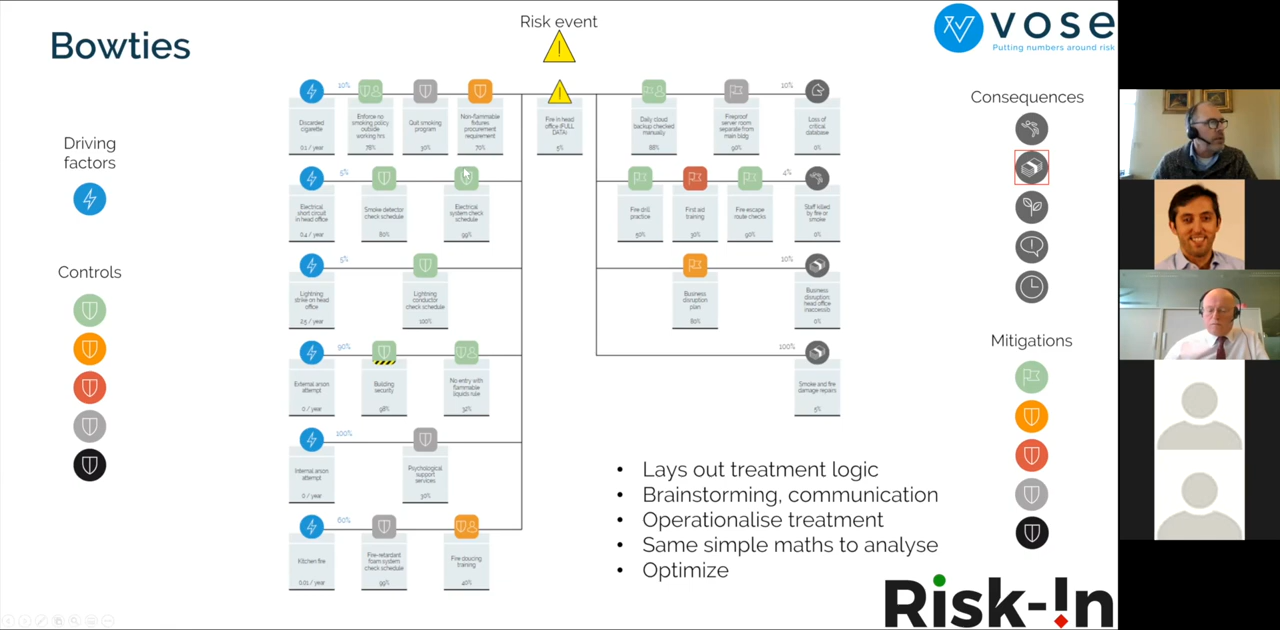 Bowties
Risk event
vose
Putting numbers around risk
Driving
factors
Controls
10%
Discarded
cigarette
0.1 / year
Enforce no
smoking policy
outside
working hrs
78%
Quit smoking
program
30%
Non-flammable
fixtures
procurement
requirement
70%
Fire in head
office (FULL
DATA)
5%
Daily cloud
backup checked
manually
88%
Fireproof
server room
separate from
main bldg
90%
10%
Loss of
critical
database
0%
5%
Electrical
short circuit
in head office
0.4 / year
Smoke detector
check schedule
80%
Electrical
system check
schedule
99%
Fire drill
practice
50%
First aid
training
30%
Fire escape
route checks
90%
4%
Staff killed
by fire or
smoke
0%
5%
Lightning
strike on head
office
2.5 / year
Lightning
conductor
check schedule
100%
Business
disruption
plan
80%
10%
Business
disruption
head office
0%
90%
External arson
attempt
0. / year
Building
security
98%
No entry with
flammable
liquids rule
32%
100%
Smoke and fire
damage repairs
5%
100%
Internal arson
attempt
0. / year
Psychological
support
services
30%
60%
Kitchen fire
0.01 / year
Fire-retardant
foam system
check schedule
99%
Fire doucing
training
40%
Consequences
Mitigations
• Lays out treatment logic
• Brainstorming, communication
• Operationalise treatment
• Same simple maths to analyse
• Optimize
Risk-!n